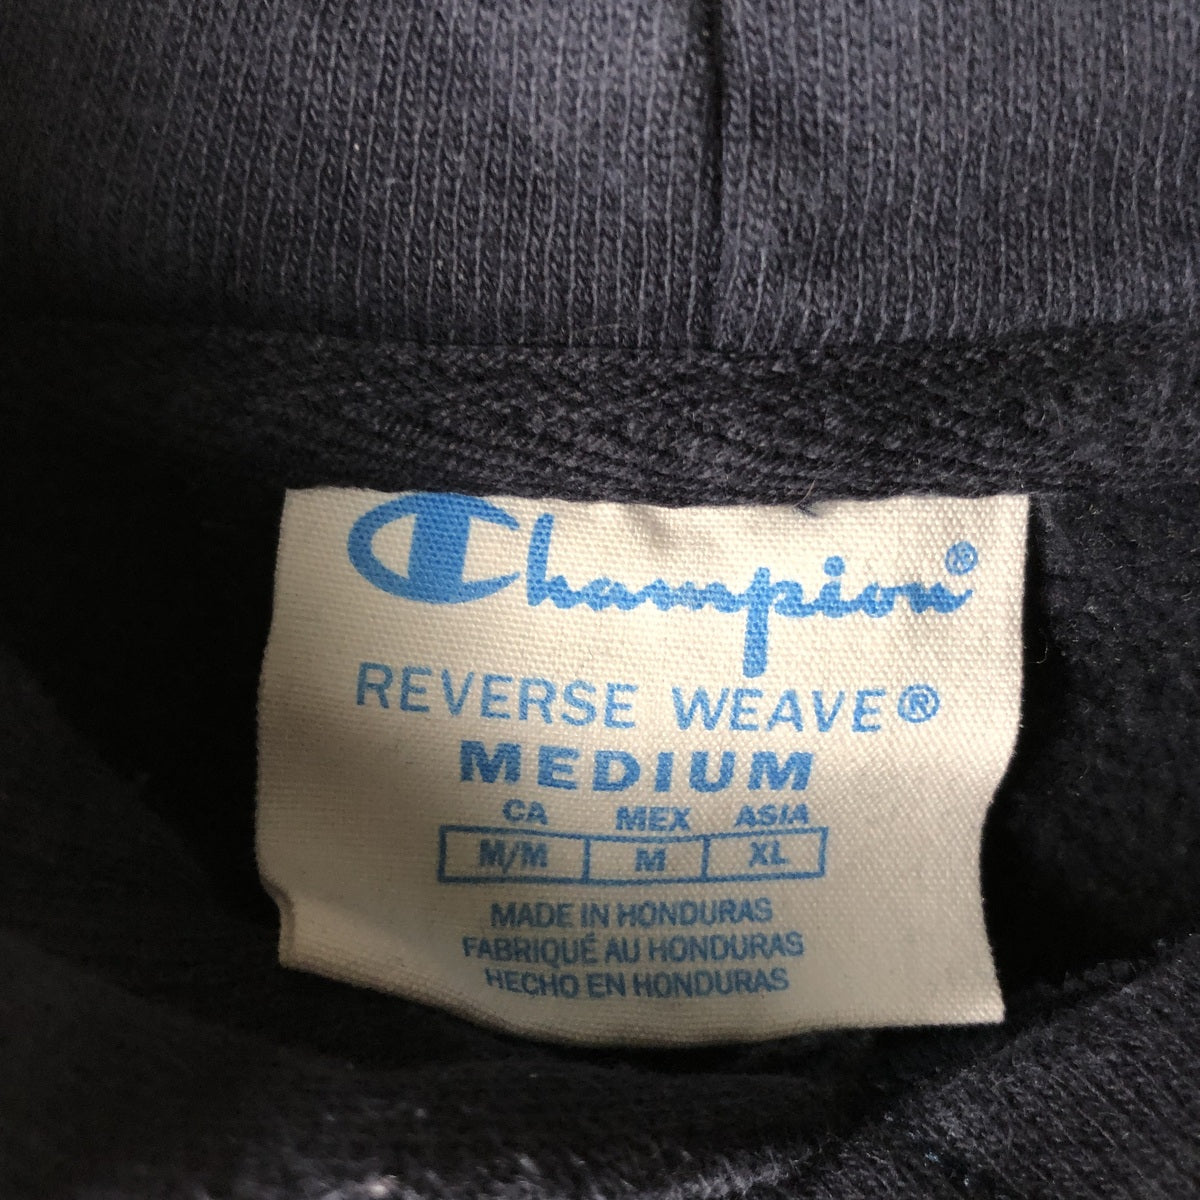 Champion®
REVERSE WEAVE®
MEDIUM
CA MEX ASIA
M/M M XL
MADE IN HONDURAS
FABRIQUÉ AU HONDURAS
HECHO EN HONDURAS